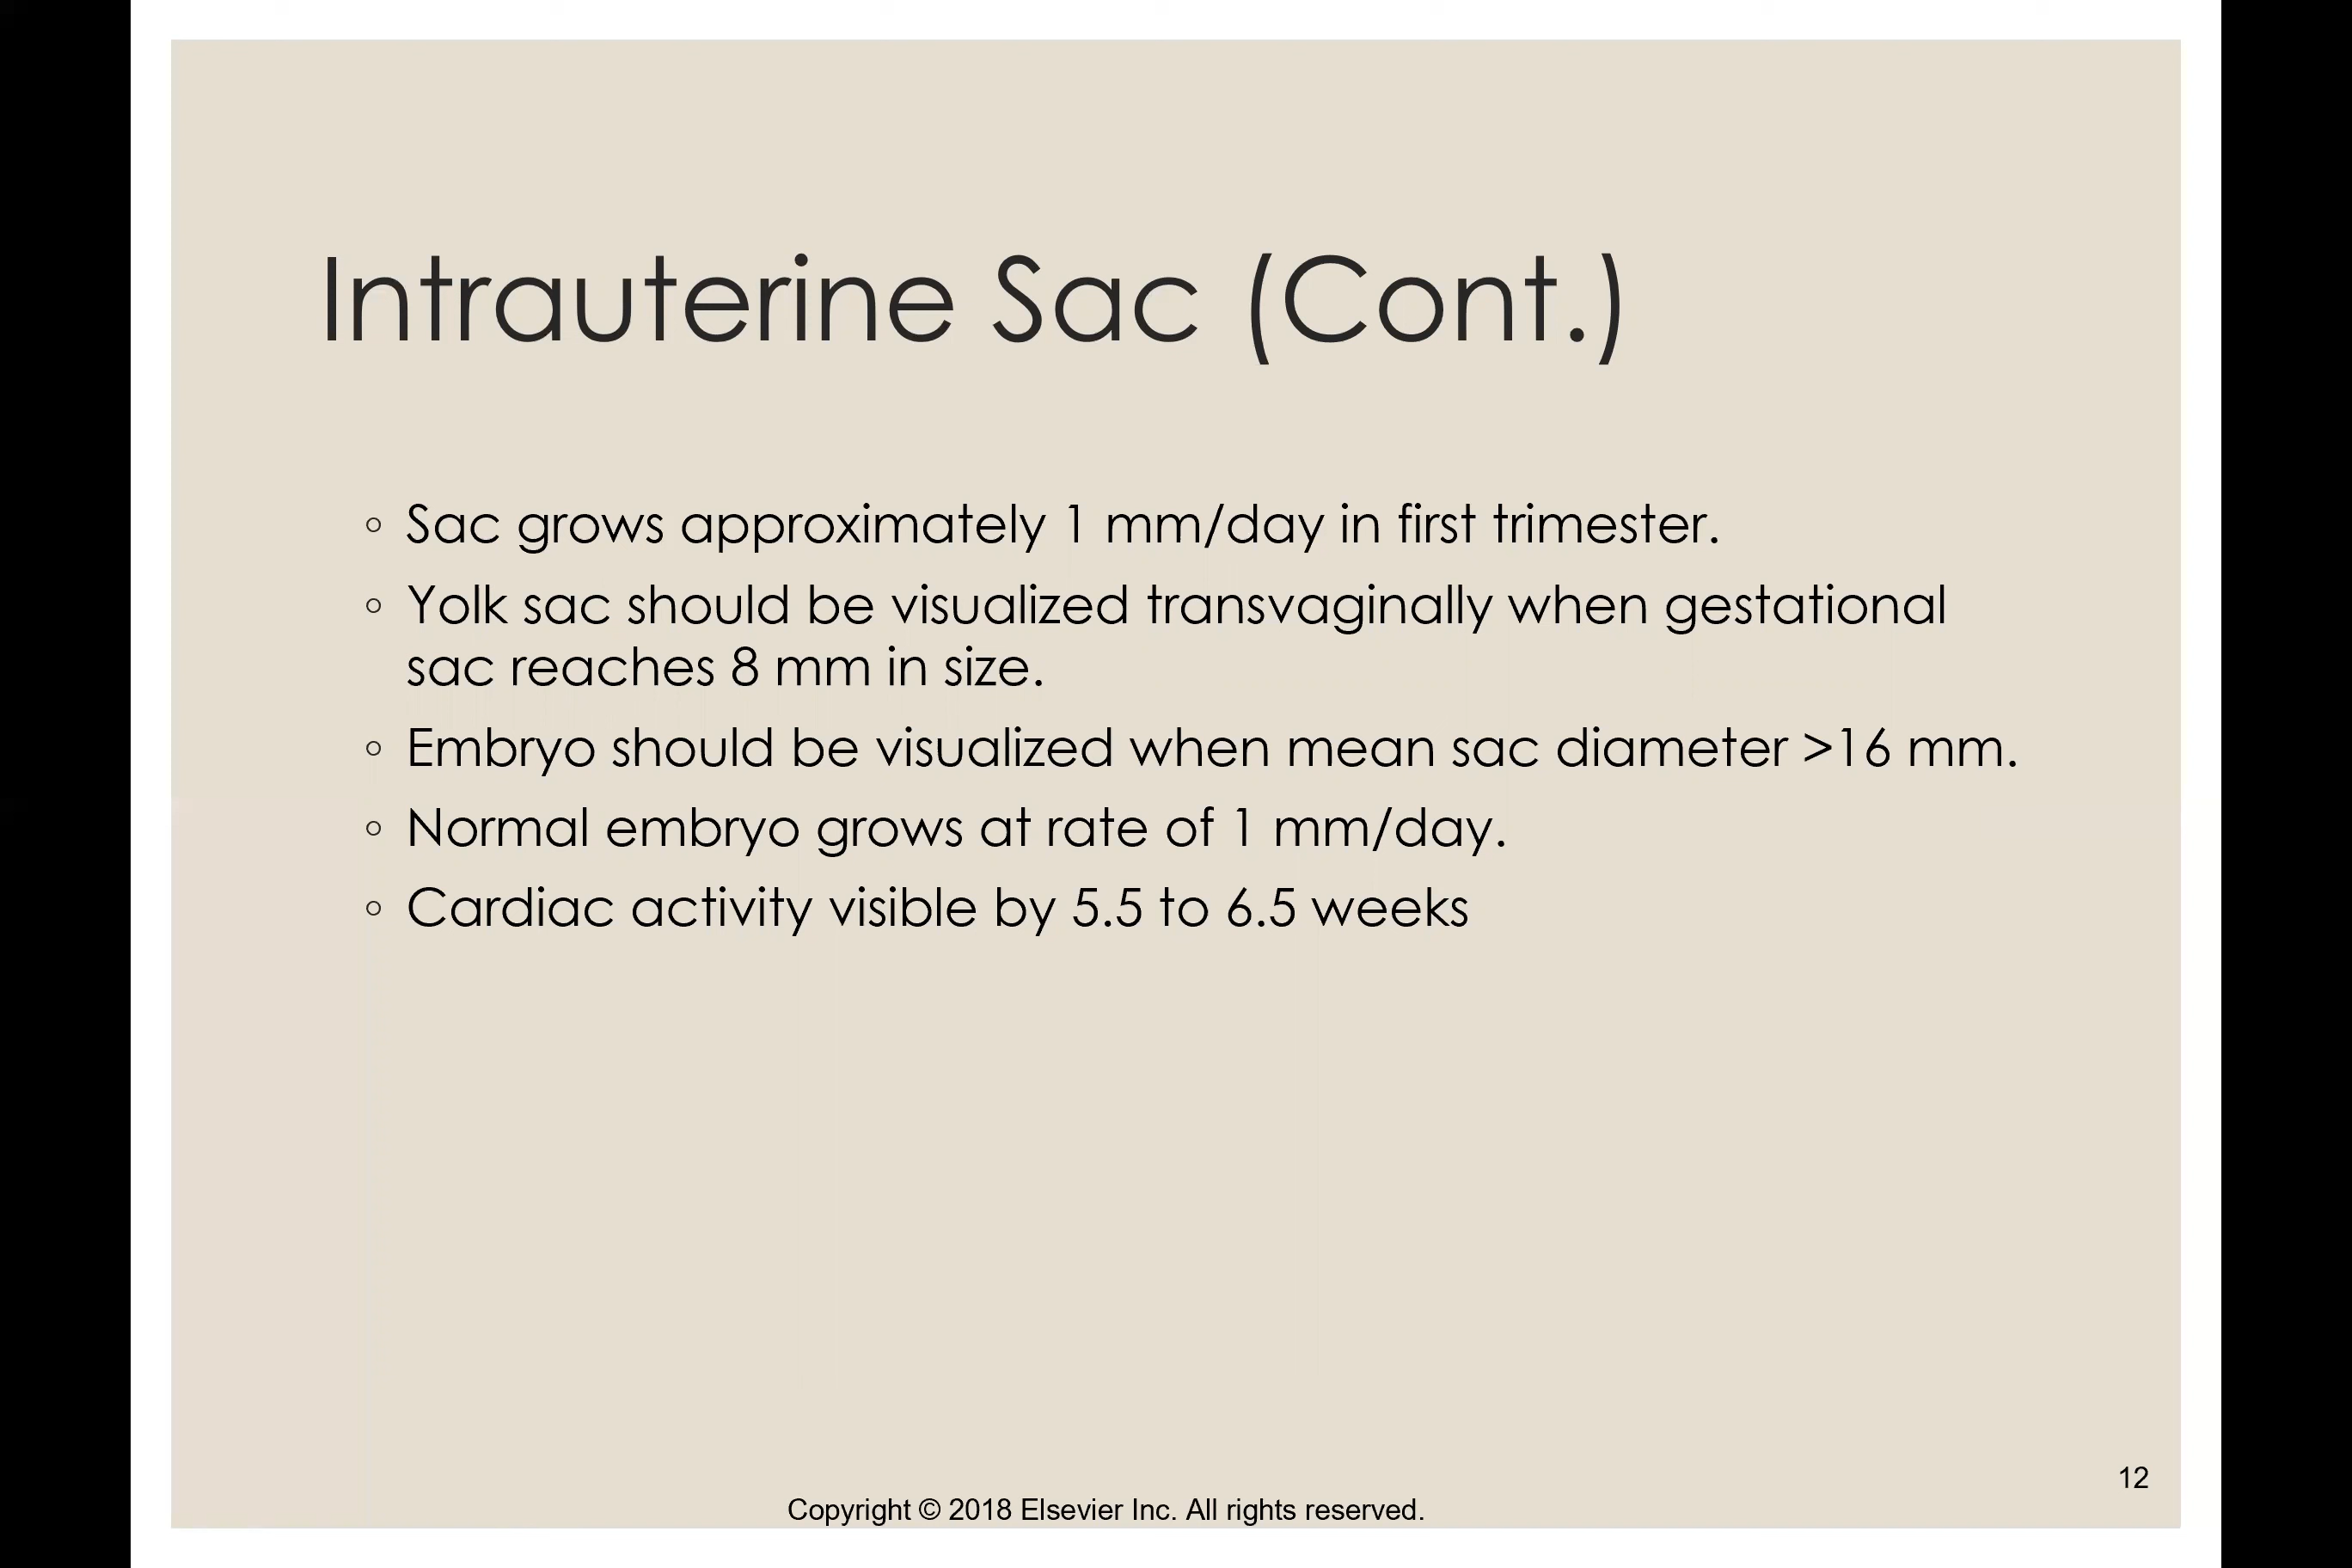 Intrauterine Sac (Cont.)
◦ Sac grows approximately 1 mm/day in first trimester.
◦ Yolk sac should be visualized transvaginally when gestational
sac reaches 8 mm in size.
◦ Embryo should be visualized when mean sac diameter >16 mm.
◦ Normal embryo grows at rate of 1 mm/day.
◦ Cardiac activity visible by 5.5 to 6.5 weeks
12
Copyright © 2018 Elsevier Inc. All rights reserved.